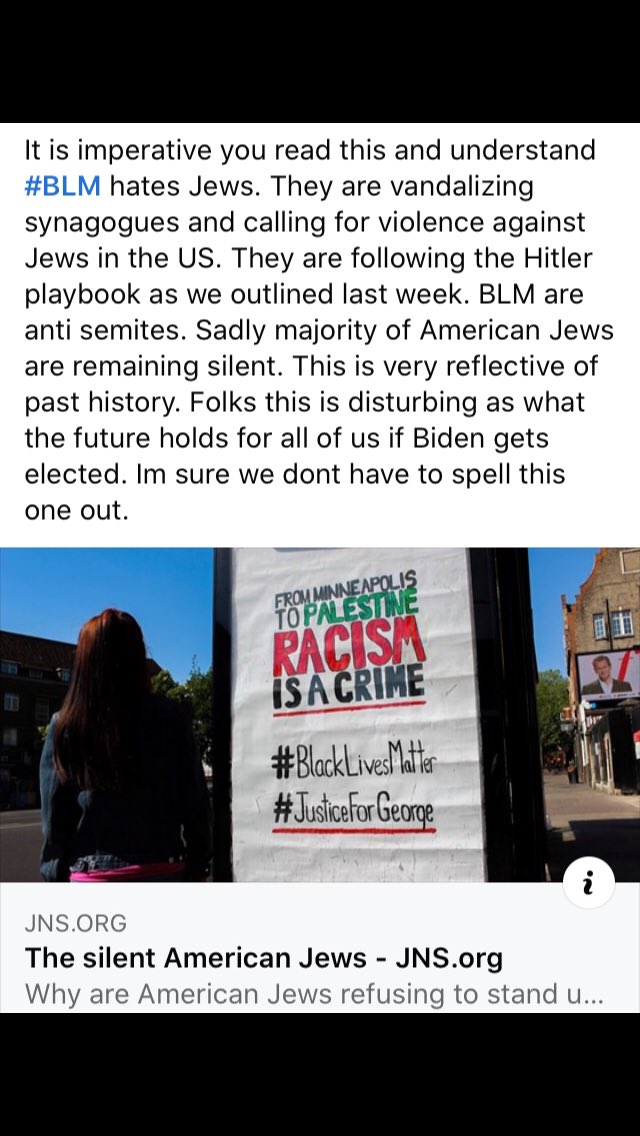 It is imperative you read this and understand
#BLM hates Jews. They are vandalizing
synagogues and calling for violence against
Jews in the US. They are following the Hitler
playbook as we outlined last week. BLM are
anti semites. Sadly majority of American Jews
are remaining silent. This is very reflective of
past history. Folks this is disturbing as what
the future holds for all of us if Biden gets
elected. Im sure we dont have to spell this
one out.
FROM MINNEAPOLIS
TO PALESTINE
RACISM
IS A CRIME
#BlackLivesMatter
#JusticeForGeorge
i
JNS.ORG
The silent American Jews - JNS.org
Why are American Jews refusing to stand u...